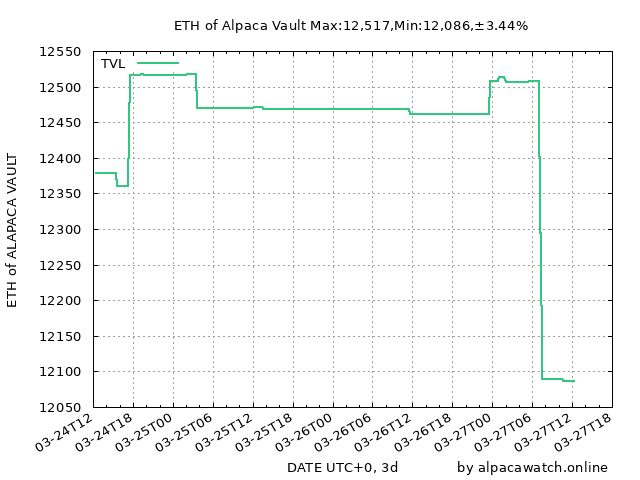 ETH of Alpaca Vault Max:12,517,Min:12,086,±3.44%
TVL
12550
12500
12450
12400
12350
12300
12250
12200
12150
12100
12050
ETH of ALAPACA VAULT
03-24T12
03-24T18
03-25T00
03-25T06
03-25T12
03-25T18
03-26T00
03-26T06
03-26T12
03-26T18
03-27T00
03-27T06
03-27T12
03-27T18
DATE UTC+0, 3d
by alpacawatch.online